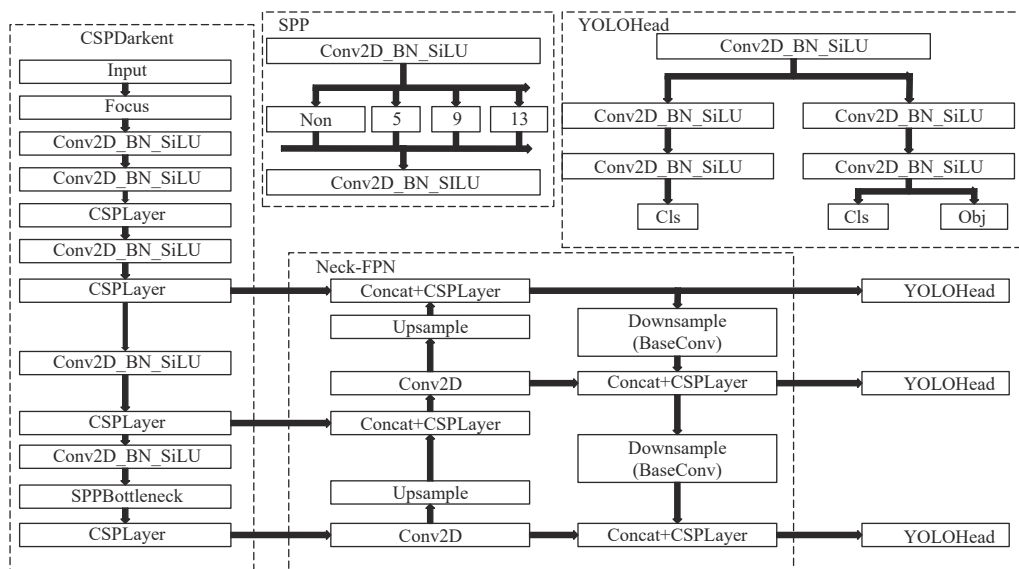 CSPDarkent
Input
Focus
Conv2D_BN_SiLU
Conv2D_BN_SiLU
CSPLayer
Conv2D_BN_SiLU
CSPLayer
Conv2D_BN_SiLU
CSPLayer
Conv2D_BN_SiLU
SPPBottleneck
CSPLayer
SPP
Conv2D_BN_SiLU
Non 5 9 13
Conv2D_BN_SILU
YOLOHead
Conv2D_BN_SiLU
Conv2D_BN_SiLU Conv2D_BN_SiLU
Conv2D_BN_SiLU Conv2D_BN_SiLU
Cls Cls Obj
Neck-FPN
Concat+CSPLayer
Upsample
Conv2D
Concat+CSPLayer
Upsample
Conv2D
Downsample
(BaseConv)
Concat+CSPLayer
Downsample
(BaseConv)
Concat+CSPLayer
YOLOHead
YOLOHead
YOLOHead